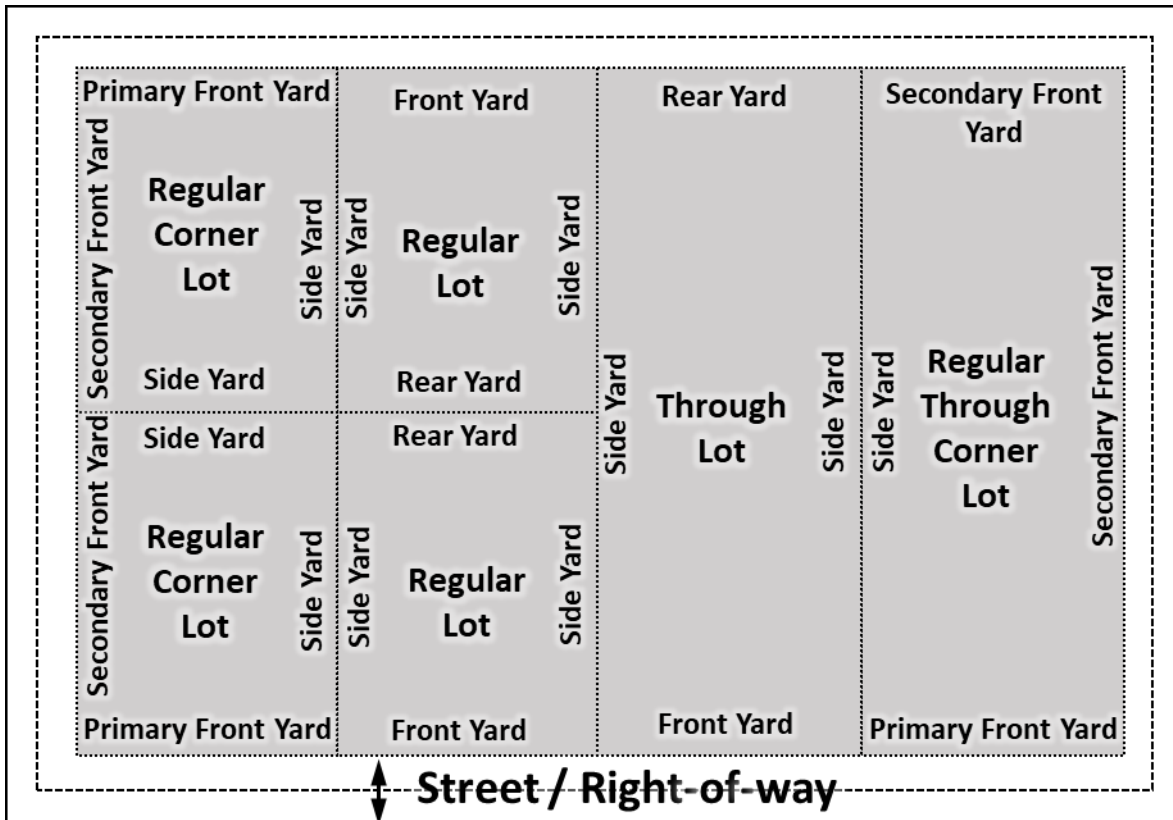 Primary Front Yard
Secondary Front Yard
Regular
Corner
Lot
Side Yard
Side Yard
Front Yard
Side Yard
Regular
Lot
Side Yard
Rear Yard
Rear Yard
Side Yard
Through
Lot
Side Yard
Front Yard
Secondary Front
Yard
Side Yard
Regular
Through
Corner
Lot
Secondary Front Yard
Primary Front Yard
Side Yard
Secondary Front Yard
Regular
Corner
Lot
Side Yard
Primary Front Yard
Rear Yard
Side Yard
Regular
Lot
Side Yard
Front Yard
Street / Right-of-way